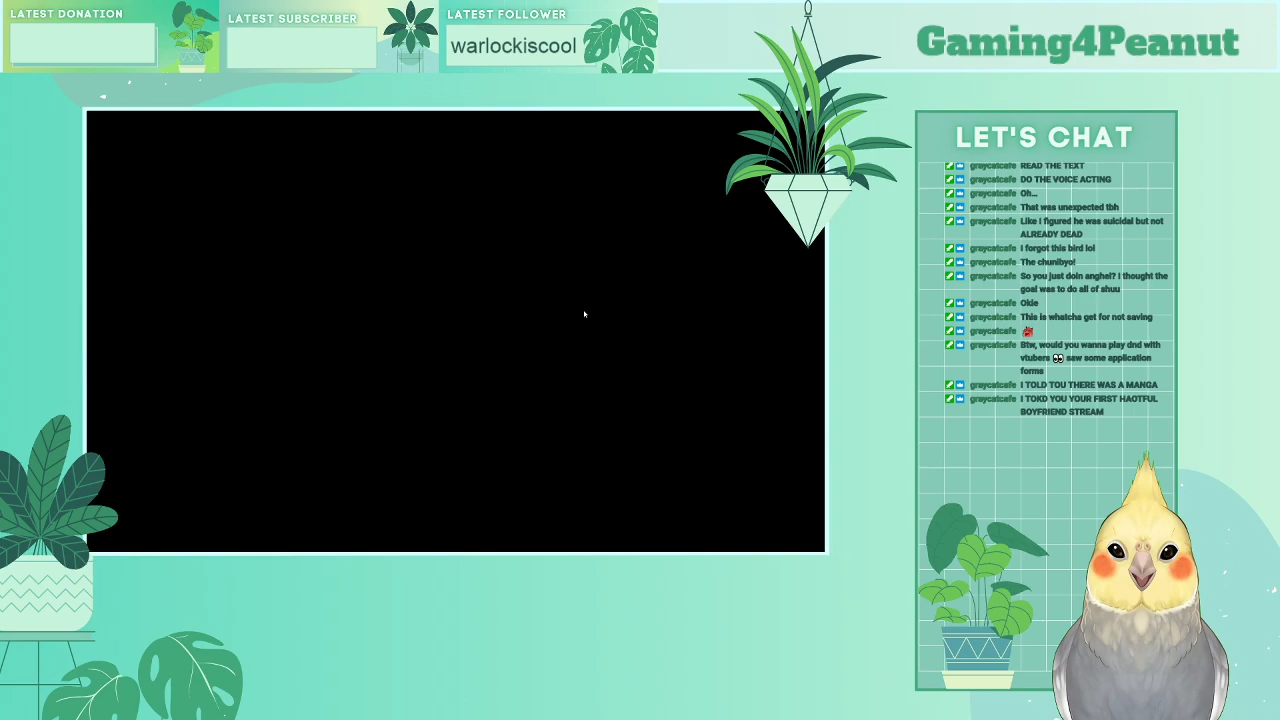 LATEST DONATION
LATEST SUBSCRIBER
LATEST FOLLOWER
warlockiscool
Gaming4Peanut
LET'S CHAT
graycatcafe READ THE TEXT
graycatcafe DO THE VOICE ACTING
graycatcafe Oh...
graycatcafe That was unexpected tbh
graycatcafe Like I figured he was suicidal but not
ALREADY DEAD
graycatcafe I forgot this bird lol
graycatcafe The chunibyo!
graycatcafe So you just doin anghel? I thought the
goal was to do all of shuu
graycatcafe Okie
graycatcafe This is whatcha get for not saving
graycatcafe
graycatcafe Btw, would you wanna play dnd with
vtubers 👀 saw some application
forms
graycatcafe I TOLD TOU THERE WAS A MANGA
graycatcafe I TOKD YOU YOUR FIRST HAOTFUL
BOYFRIEND STREAM